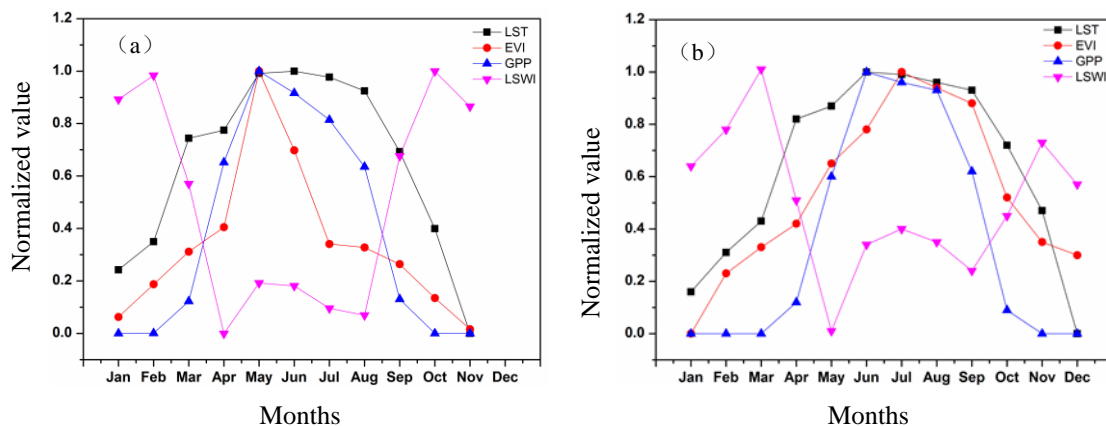 1.2
1.0
0.8
0.6
0.4
0.2
0.0
Normalized value
（a）
LST
EVI
GPP
LSWI
Jan Feb Mar Apr May Jun Jul Aug Sep Oct Nov Dec
Months
1.2
1.0
0.8
0.6
0.4
0.2
0.0
Normalized value
（b）
LST
EVI
GPP
LSWI
Jan Feb Mar Apr May Jun Jul Aug Sep Oct Nov Dec
Months